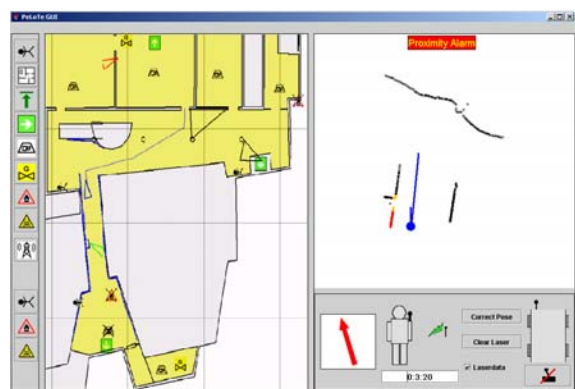 PeLoTe GUI
Proximity Alarm
G
G
Correct Pose
Clear Laser
Laserdata
0:3:20